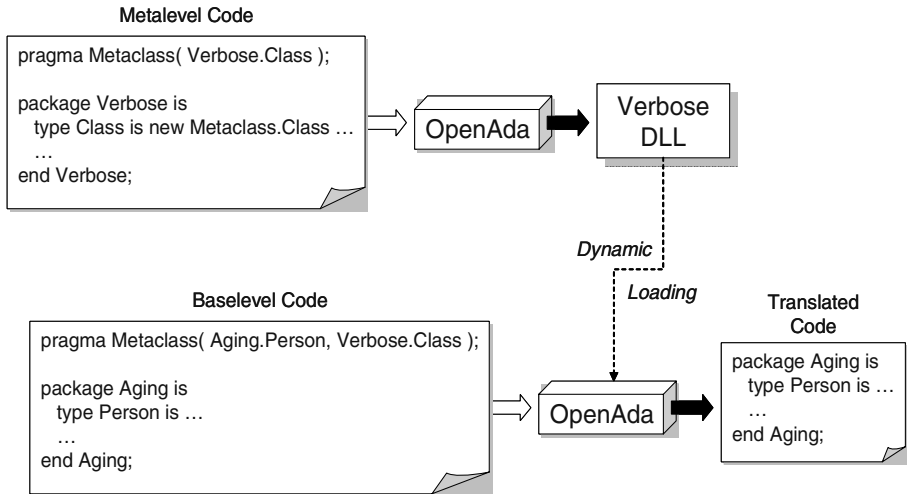 Metalevel Code
pragma Metaclass( Verbose.Class );
package Verbose is
type Class is new Metaclass.Class …
…
end Verbose;
OpenAda
Verbose
DLL
Dynamic
Loading
Baselevel Code
pragma Metaclass( Aging.Person, Verbose.Class );
package Aging is
type Person is …
…
end Aging;
OpenAda
Translated
Code
package Aging is
type Person is …
…
end Aging;